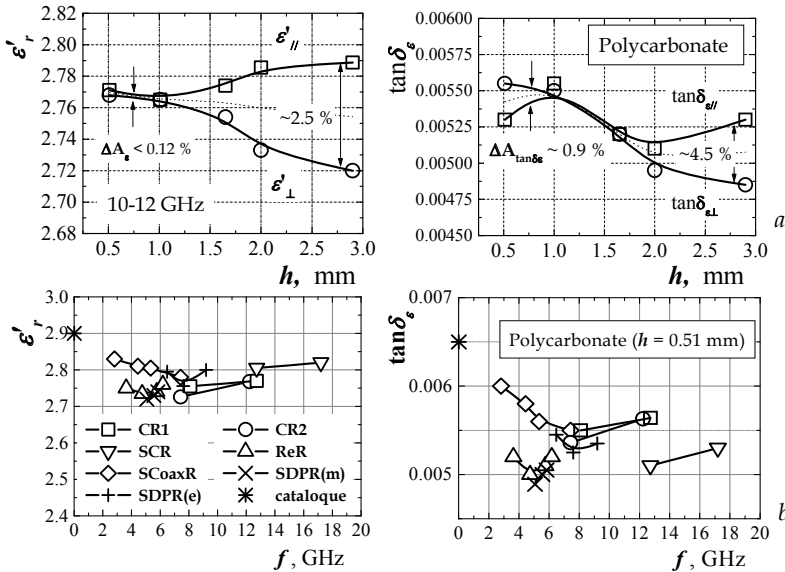 2.80
2.78
2.76
2.74
2.72
2.70
2.68
ε′r
ε′//
~2.5 %
ΔAε < 0.12 %
ε′⊥
10-12 GHz
0.5 1.0 1.5 2.0 2.5 3.0
h, mm
0.00600
0.00575
0.00550
0.00525
0.00500
0.00475
0.00450
tanδε
Polycarbonate
tanδε//
ΔAtanδε ~ 0.9 %
~4.5 %
tanδε⊥
0.5 1.0 1.5 2.0 2.5 3.0
h, mm
a
3.0
2.9
2.8
2.7
2.6
2.5
2.4
ε′r
CR1 CR2
SCR ReR
SCoaxR SDPR(m)
SDPR(e) cataloque
0 2 4 6 8 10 12 14 16 18 20
f, GHz
0.007
0.006
0.005
tanδε
Polycarbonate (h = 0.51 mm)
0 2 4 6 8 10 12 14 16 18 20
f, GHz
b